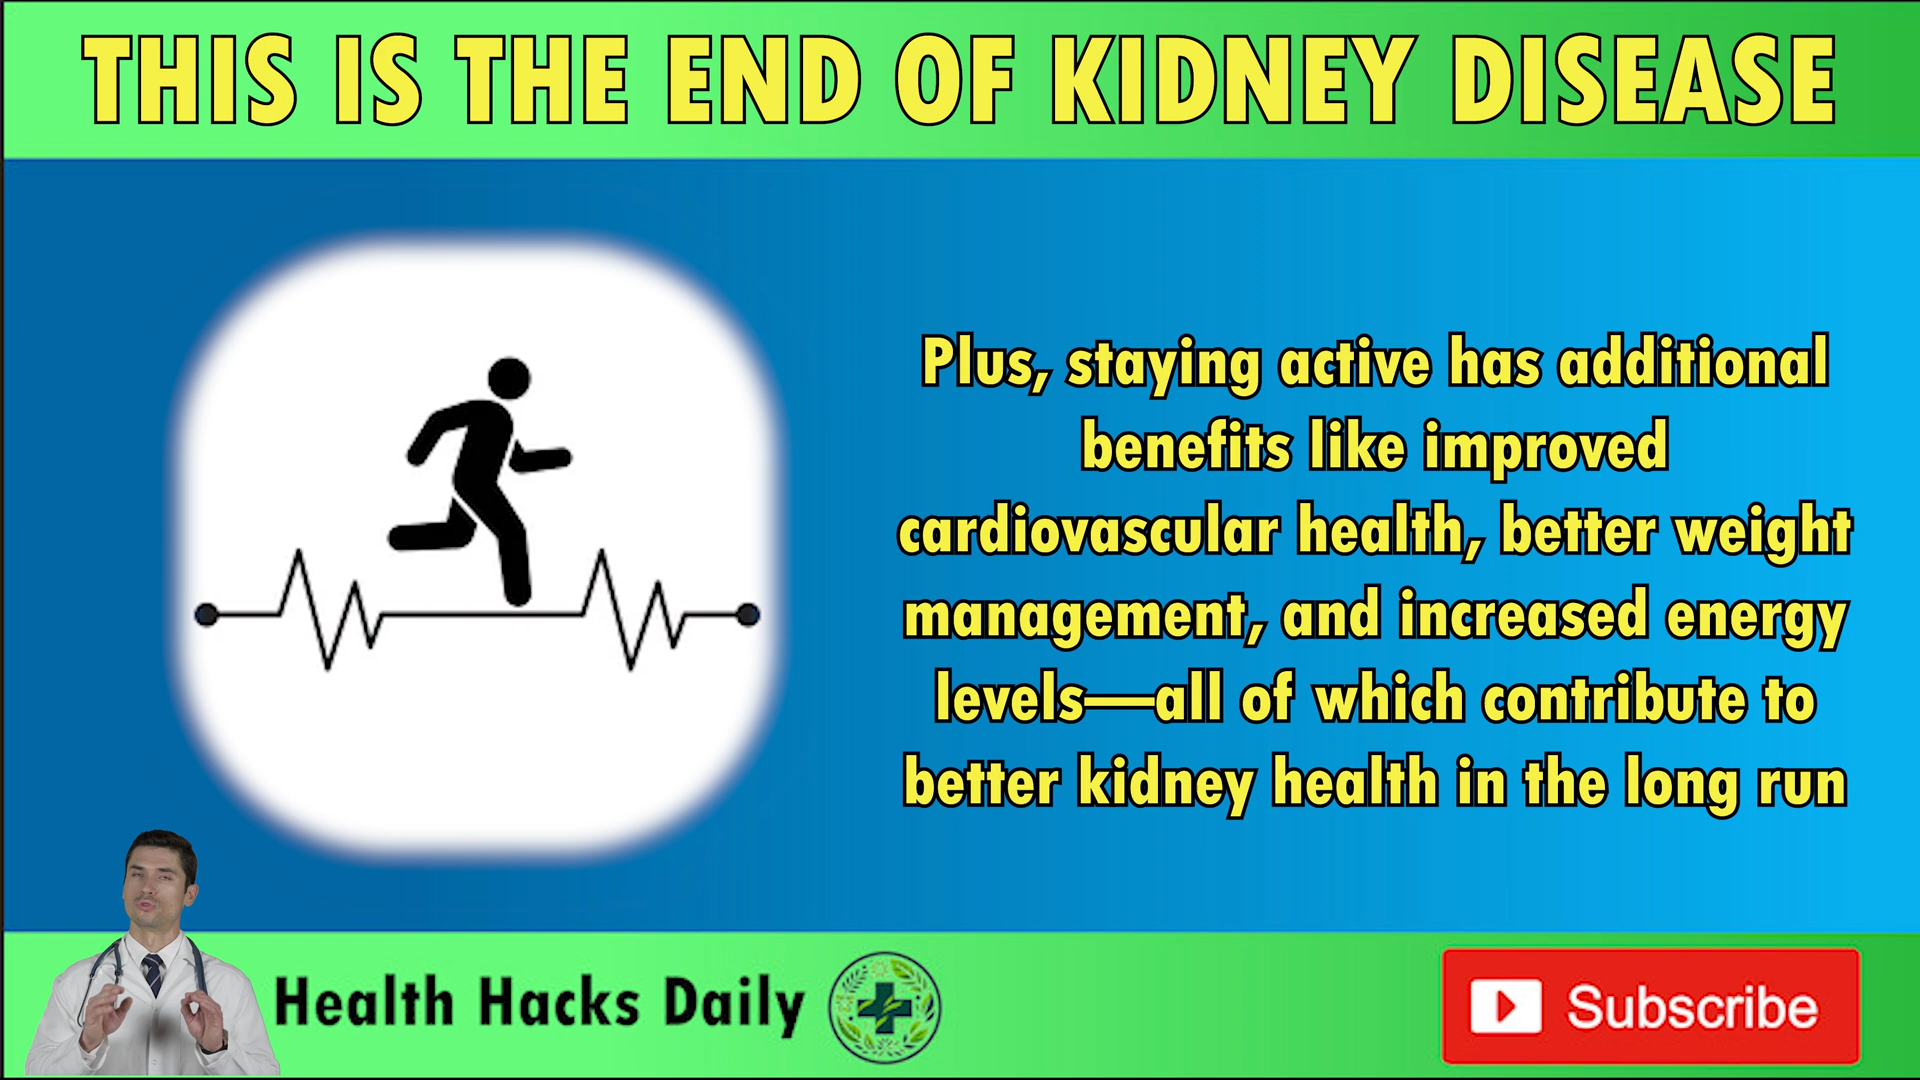 THIS IS THE END OF KIDNEY DISEASE
Plus, staying active has additional
benefits like improved
cardiovascular health, better weight
management, and increased energy
levels—all of which contribute to
better kidney health in the long run
Health Hacks Daily
Subscribe